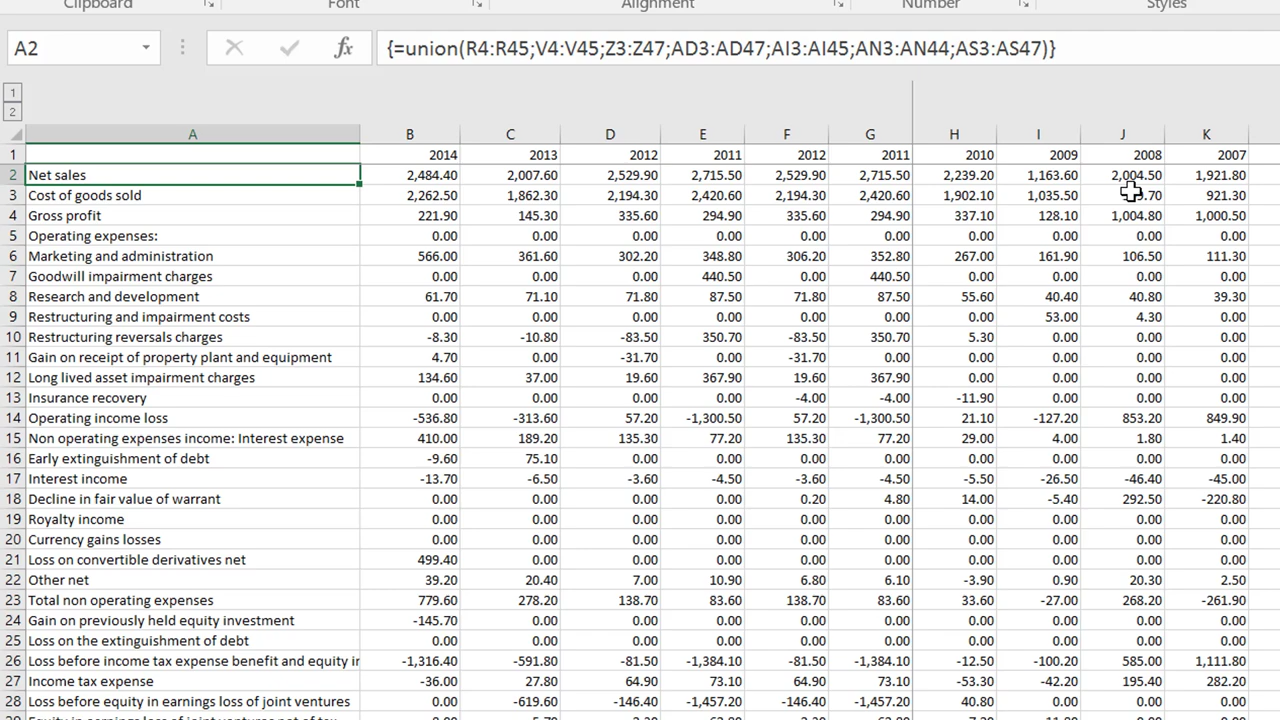 Clipboard Font Alignment Number Styles
A2 fx {=union(R4:R45;V4:V45;Z3:Z47;AD3:AD47;AI3:AI45;AN3:AN44;AS3:AS47)}
1
2
A B C D E F G H I J K
1 2014 2013 2012 2011 2012 2011 2010 2009 2008 2007
2 Net sales 2,484.40 2,007.60 2,529.90 2,715.50 2,529.90 2,715.50 2,239.20 1,163.60 2,004.50 1,921.80
3 Cost of goods sold 2,262.50 1,862.30 2,194.30 2,420.60 2,194.30 2,420.60 1,902.10 1,035.50 921.30
4 Gross profit 221.90 145.30 335.60 294.90 335.60 294.90 337.10 128.10 1,004.80 1,000.50
5 Operating expenses: 0.00 0.00 0.00 0.00 0.00 0.00 0.00 0.00 0.00 0.00
6 Marketing and administration 566.00 361.60 302.20 348.80 306.20 352.80 267.00 161.90 106.50 111.30
7 Goodwill impairment charges 0.00 0.00 0.00 440.50 0.00 440.50 0.00 0.00 0.00 0.00
8 Research and development 61.70 71.10 71.80 87.50 71.80 87.50 55.60 40.40 40.80 39.30
9 Restructuring and impairment costs 0.00 0.00 0.00 0.00 0.00 0.00 0.00 53.00 4.30 0.00
10 Restructuring reversals charges -8.30 -10.80 -83.50 350.70 -83.50 350.70 5.30 0.00 0.00 0.00
11 Gain on receipt of property plant and equipment 4.70 0.00 -31.70 0.00 -31.70 0.00 0.00 0.00 0.00 0.00
12 Long lived asset impairment charges 134.60 37.00 19.60 367.90 19.60 367.90 0.00 0.00 0.00 0.00
13 Insurance recovery 0.00 0.00 0.00 0.00 -4.00 -4.00 -11.90 0.00 0.00 0.00
14 Operating income loss -536.80 -313.60 57.20 -1,300.50 57.20 -1,300.50 21.10 -127.20 853.20 849.90
15 Non operating expenses income: Interest expense 410.00 189.20 135.30 77.20 135.30 77.20 29.00 4.00 1.80 1.40
16 Early extinguishment of debt -9.60 75.10 0.00 0.00 0.00 0.00 0.00 0.00 0.00 0.00
17 Interest income -13.70 -6.50 -3.60 -4.50 -3.60 -4.50 -5.50 -26.50 -46.40 -45.00
18 Decline in fair value of warrant 0.00 0.00 0.00 0.00 0.20 4.80 14.00 -5.40 292.50 -220.80
19 Royalty income 0.00 0.00 0.00 0.00 0.00 0.00 0.00 0.00 0.00 0.00
20 Currency gains losses 0.00 0.00 0.00 0.00 0.00 0.00 0.00 0.00 0.00 0.00
21 Loss on convertible derivatives net 499.40 0.00 0.00 0.00 0.00 0.00 0.00 0.00 0.00 0.00
22 Other net 39.20 20.40 7.00 10.90 6.80 6.10 -3.90 0.90 20.30 2.50
23 Total non operating expenses 779.60 278.20 138.70 83.60 138.70 83.60 33.60 -27.00 268.20 -261.90
24 Gain on previously held equity investment -145.70 0.00 0.00 0.00 0.00 0.00 0.00 0.00 0.00 0.00
25 Loss on the extinguishment of debt 0.00 0.00 0.00 0.00 0.00 0.00 0.00 0.00 0.00 0.00
26 Loss before income tax expense benefit and equity ir -1,316.40 -591.80 -81.50 -1,384.10 -81.50 -1,384.10 -12.50 -100.20 585.00 1,111.80
27 Income tax expense -36.00 27.80 64.90 73.10 64.90 73.10 -53.30 -42.20 195.40 282.20
28 Loss before equity in earnings loss of joint ventures 0.00 -619.60 -146.40 -1,457.20 -146.40 -1,457.20 40.80 0.00 0.00 0.00